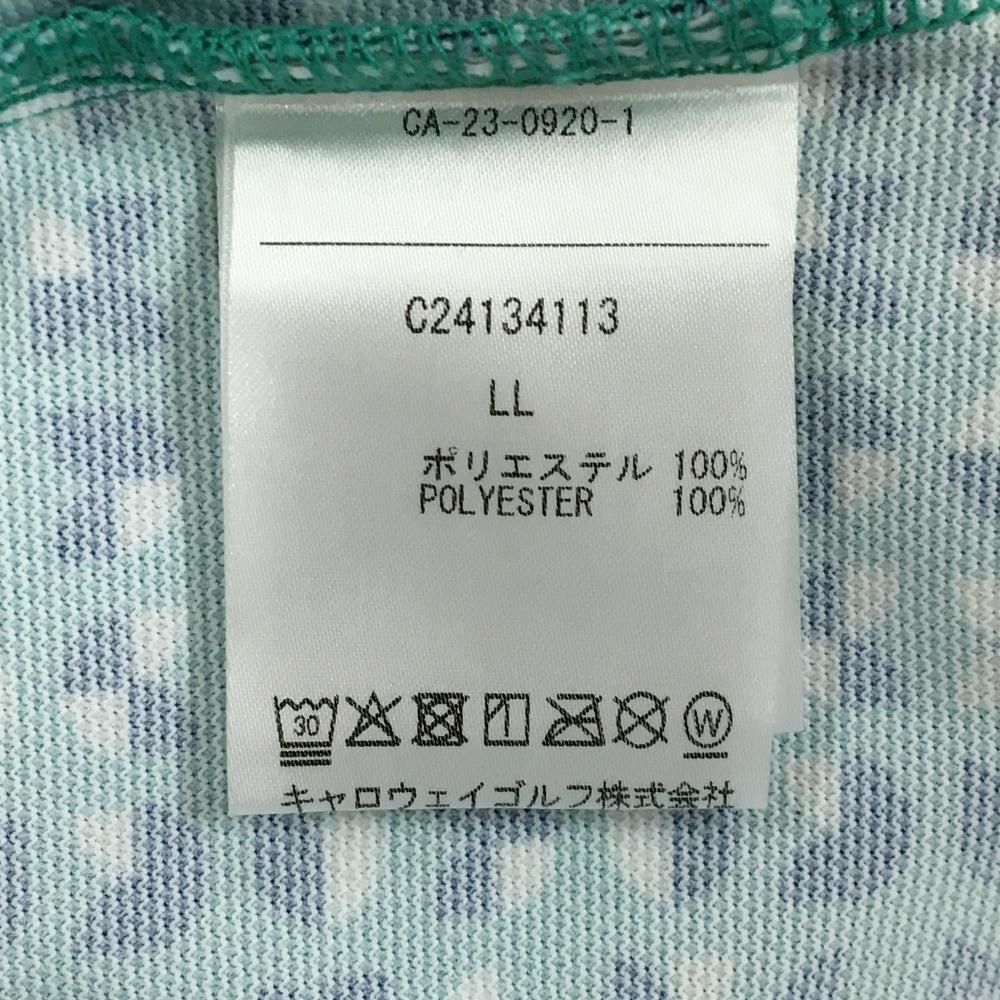 CA-23-0920-1
C24134113
LL
ポリエステル 100%
POLYESTER 100%
30 W
キャロウェイゴルフ株式会社